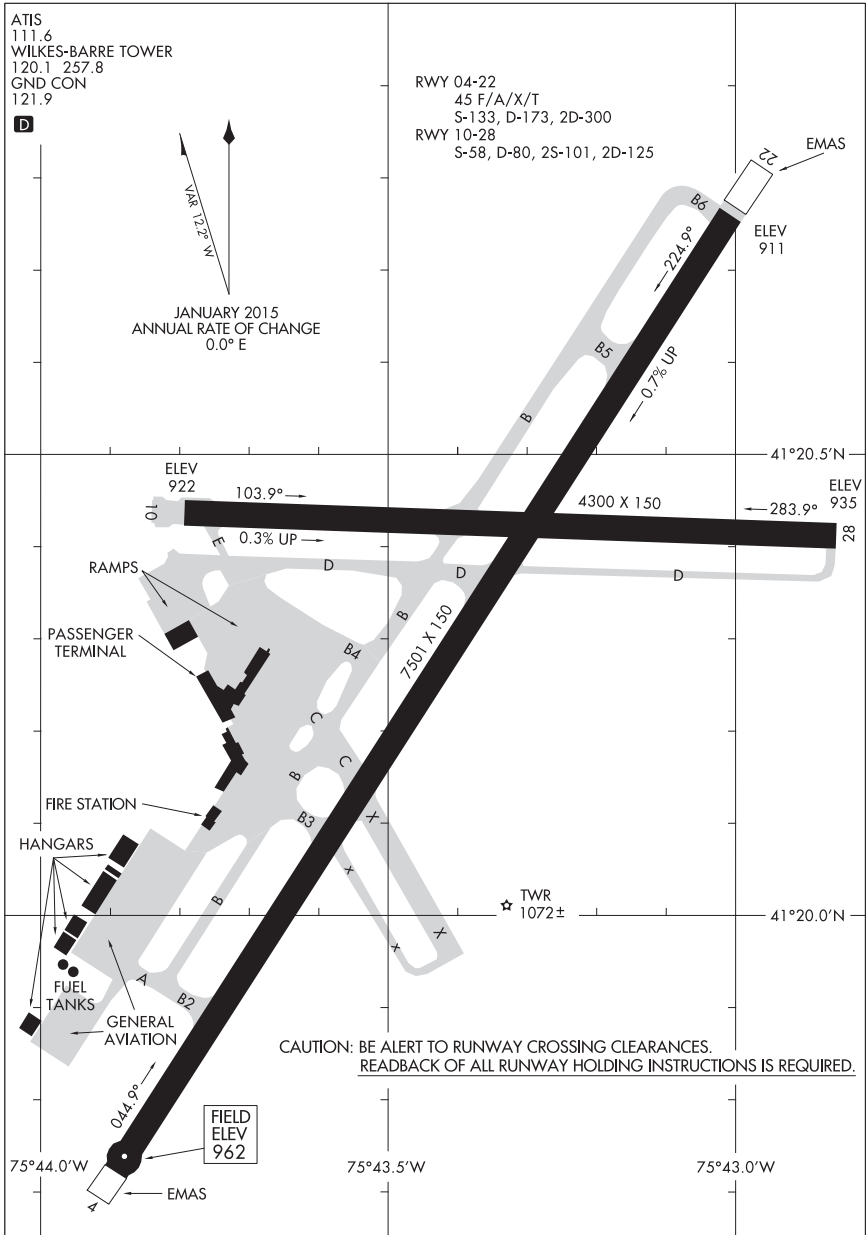 ATIS
111.6
WILKES-BARRE TOWER
120.1 257.8
GND CON
121.9
D
RWY 04-22
45 F/A/X/T
S-133, D-173, 2D-300
RWY 10-28
S-58, D-80, 2S-101, 2D-125
VAR 12.2° W
JANUARY 2015
ANNUAL RATE OF CHANGE
0.0° E
22
EMAS
B6
ELEV
911
224.9°
B5
0.7% UP
B
41°20.5'N
ELEV
922
103.9°
4300 X 150
ELEV
935
283.9°
10
28
0.3% UP
E
D
D
D
RAMPS
B
7501 X 150
PASSENGER
TERMINAL
B4
C
C
B
FIRE STATION
B3
X
HANGARS
x
B
TWR
1072±
41°20.0'N
X
x
A
FUEL
TANKS
B2
GENERAL
AVIATION
CAUTION: BE ALERT TO RUNWAY CROSSING CLEARANCES.
READBACK OF ALL RUNWAY HOLDING INSTRUCTIONS IS REQUIRED.
044.9°
FIELD
ELEV
962
75°44.0'W
75°43.5'W
75°43.0'W
EMAS
4